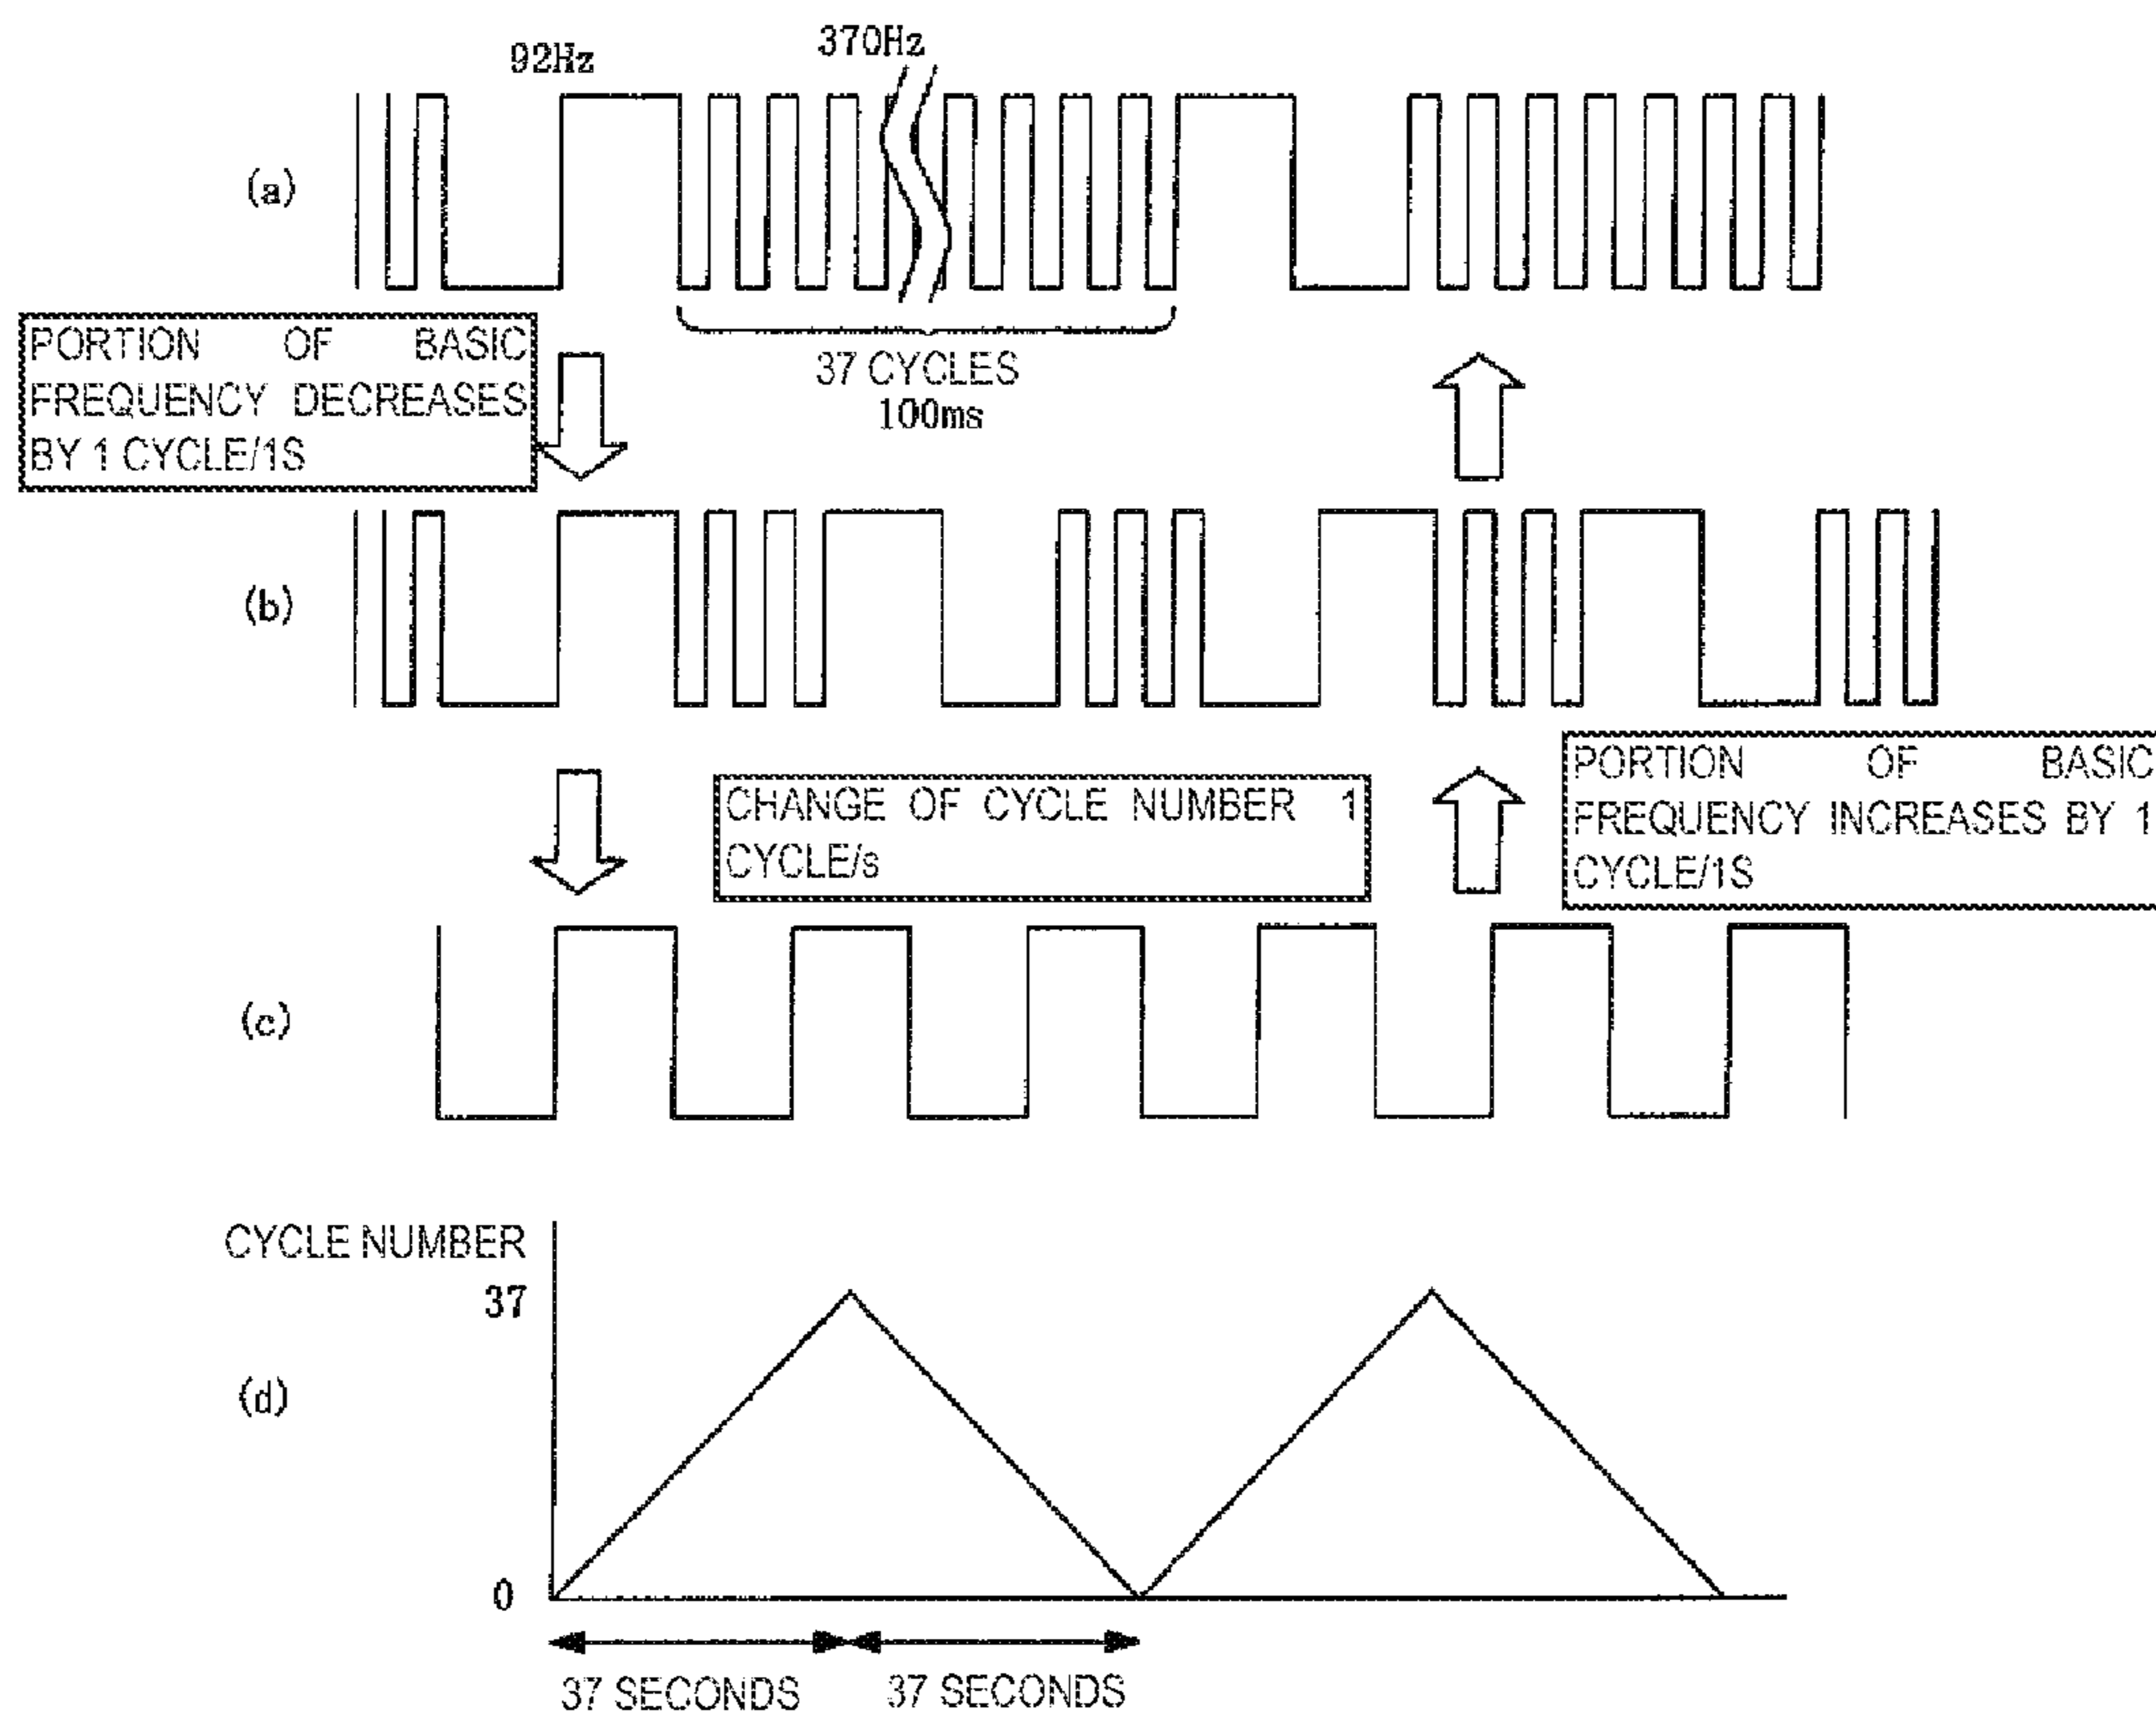 92Hz
370Hz
(a)
PORTION OF BASIC
FREQUENCY DECREASES
BY 1 CYCLE/1S
37 CYCLES
100ms
(b)
CHANGE OF CYCLE NUMBER 1
CYCLE/s
PORTION OF BASIC
FREQUENCY INCREASES BY 1
CYCLE/1S
(c)
CYCLE NUMBER
37
(d)
0
37 SECONDS
37 SECONDS